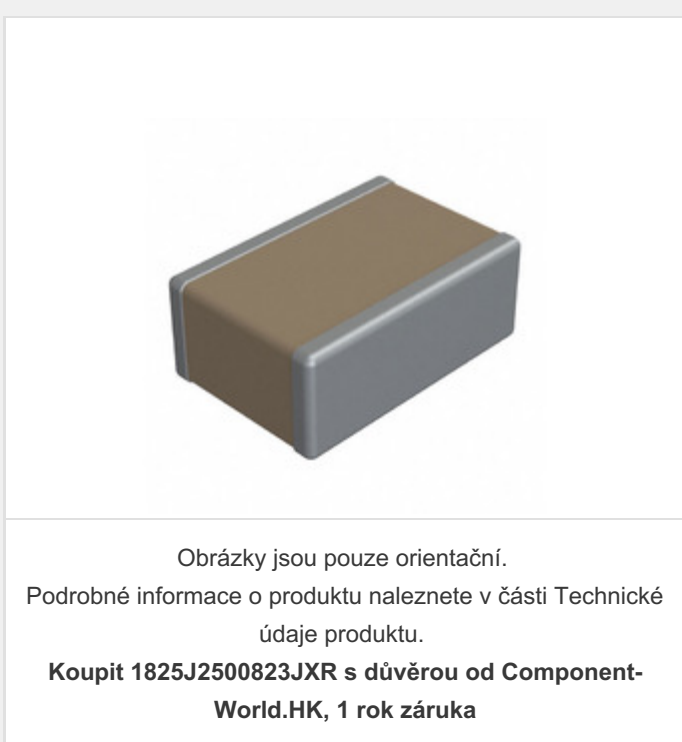 Obrázky jsou pouze orientační.
Podrobné informace o produktu naleznete v části Technické
údaje produktu.
Koupit 1825J2500823JXR s důvěrou od Component-
World.HK, 1 rok záruka